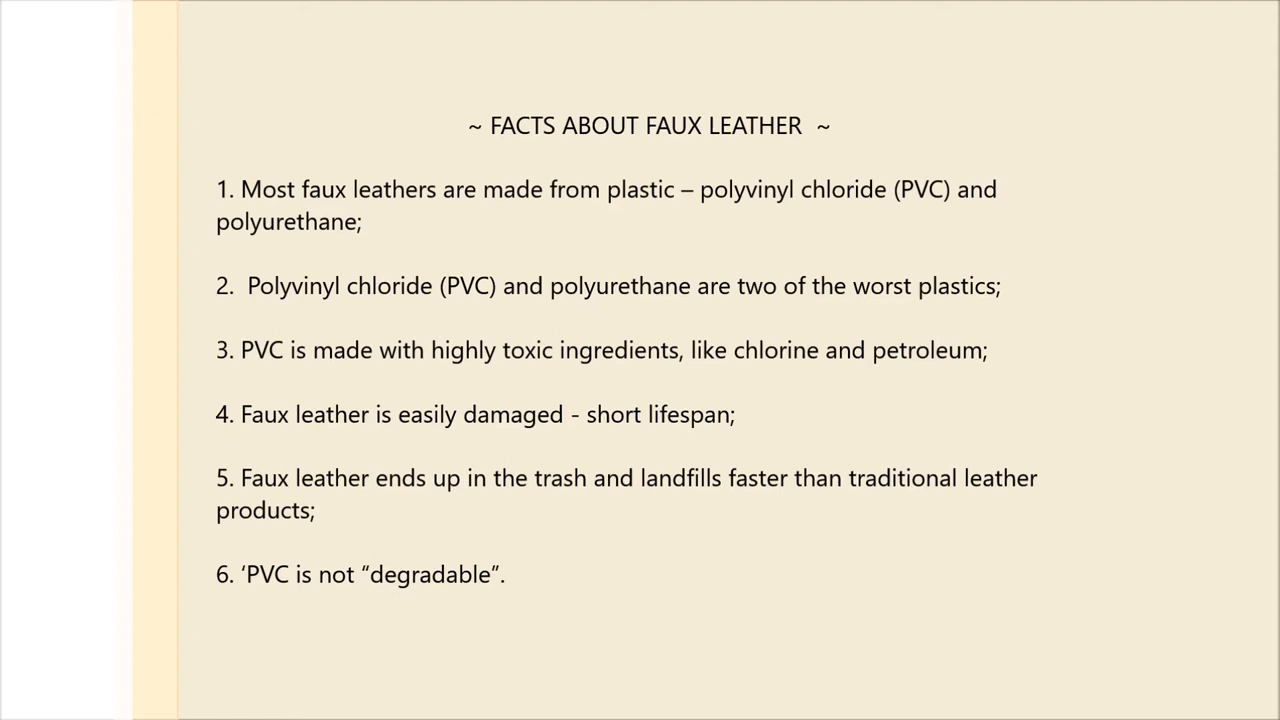 ~ FACTS ABOUT FAUX LEATHER ~
1. Most faux leathers are made from plastic – polyvinyl chloride (PVC) and
polyurethane;
2. Polyvinyl chloride (PVC) and polyurethane are two of the worst plastics;
3. PVC is made with highly toxic ingredients, like chlorine and petroleum;
4. Faux leather is easily damaged - short lifespan;
5. Faux leather ends up in the trash and landfills faster than traditional leather
products;
6. ‘PVC is not “degradable”.